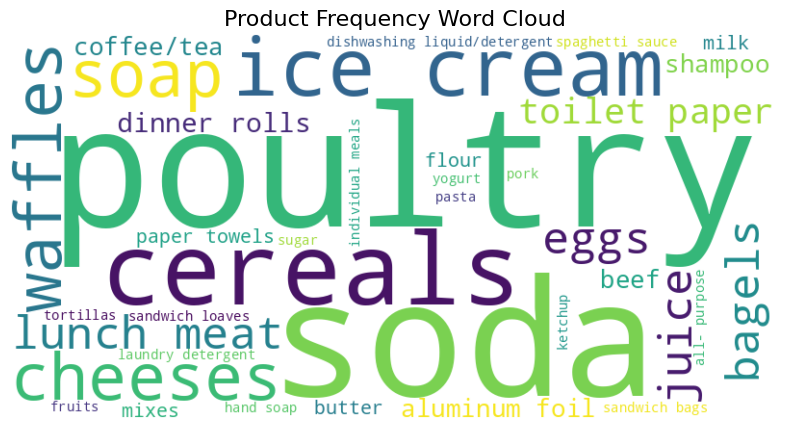 Product Frequency Word Cloud
coffee/tea
dishwashing liquid/detergent
spaghetti sauce
milk
waffles
soap
ice cream
shampoo
toilet paper
dinner rolls
poultry
individual meals
flour
yogurt
pork
pasta
paper towels
sugar
cereals
eggs
bagels
beef
juice
all- purpose
ketchup
soda
tortillas
sandwich loaves
lunch meat
laundry detergent
cheeses
fruits
mixes
hand soap
butter
aluminum foil
sandwich bags